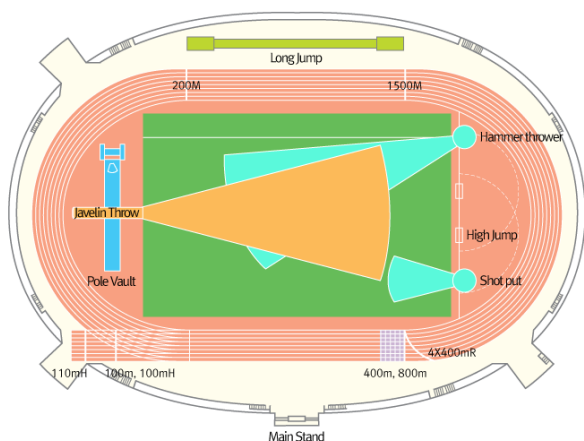 Long Jump
200M
1500M
Hammer thrower
Javelin Throw
High Jump
Pole Vault
Shot put
4X400mR
110mH
100m, 100mH
400m, 800m
Main Stand